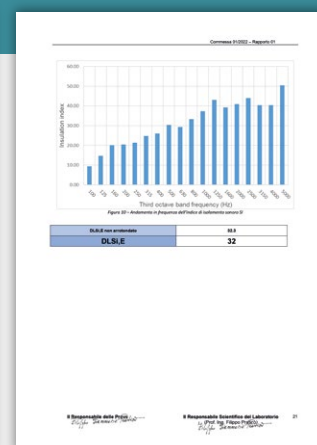 Commessa 01/2022 – Rapporto 01
60.00
50.00
40.00
30.00
20.00
10.00
0.00
Insulation index
100 125 160 200 250 315 400 500 630 800 1000 1250 1600 2000 2500 3150 4000 5000
Third octave band frequency (Hz)
Figura 10 – Andamento in frequenza dell'indice di isolamento sonoro SI
DLSI,E non arrotondato
DLSi,E 32
Il Responsabile delle Prove
Il Responsabile Scientifico del Laboratorio 21
(Prof. Ing. Filippo Praticò)